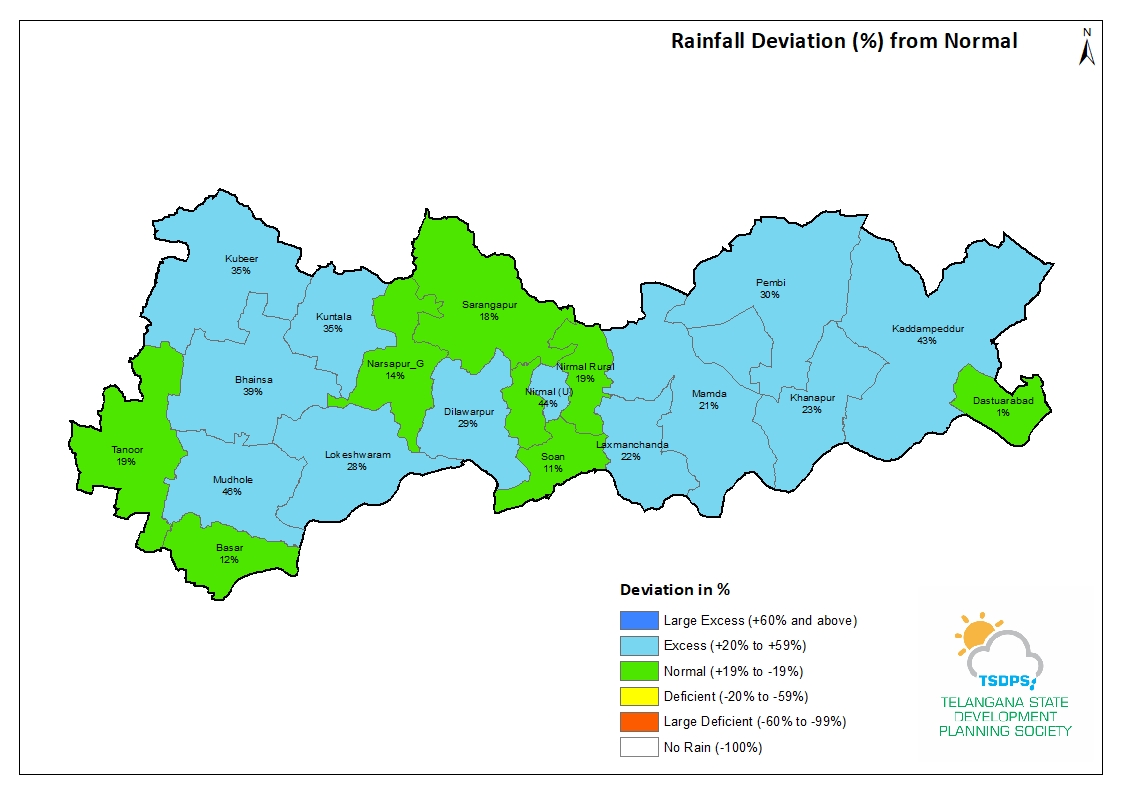 Rainfall Deviation (%) from Normal
N
Kubeer
35%
Kuntala
35%
Sarangapur
18%
Pembi
30%
Kaddampeddur
43%
Bhainsa
39%
Narsapur_G
14%
Nirmal Rural
19%
Nirmal (U)
44%
Dilawarpur
29%
Mamda
21%
Khanapur
23%
Dastuarabad
1%
Tanoor
19%
Lokeshwaram
28%
Soan
11%
Laxmanchanda
22%
Mudhole
46%
Basar
12%
Deviation in %
Large Excess (+60% and above)
Excess (+20% to +59%)
Normal (+19% to -19%)
Deficient (-20% to -59%)
Large Deficient (-60% to -99%)
No Rain (-100%)
TSDPS
TELANGANA STATE
DEVELOPMENT
PLANNING SOCIETY